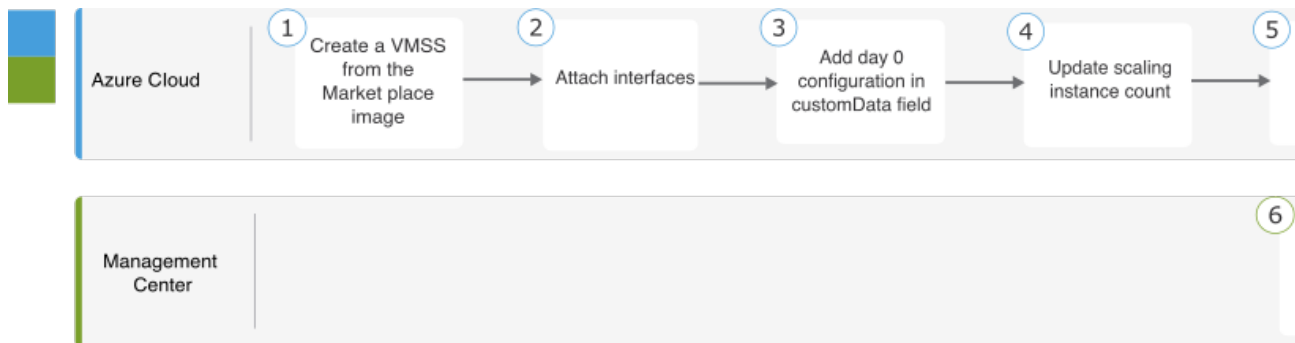 Azure Cloud
1
Create a VMSS
from the
Market place
image
2
Attach interfaces
3
Add day 0
configuration in
customData field
4
Update scaling
instance count
5
Management
Center
6